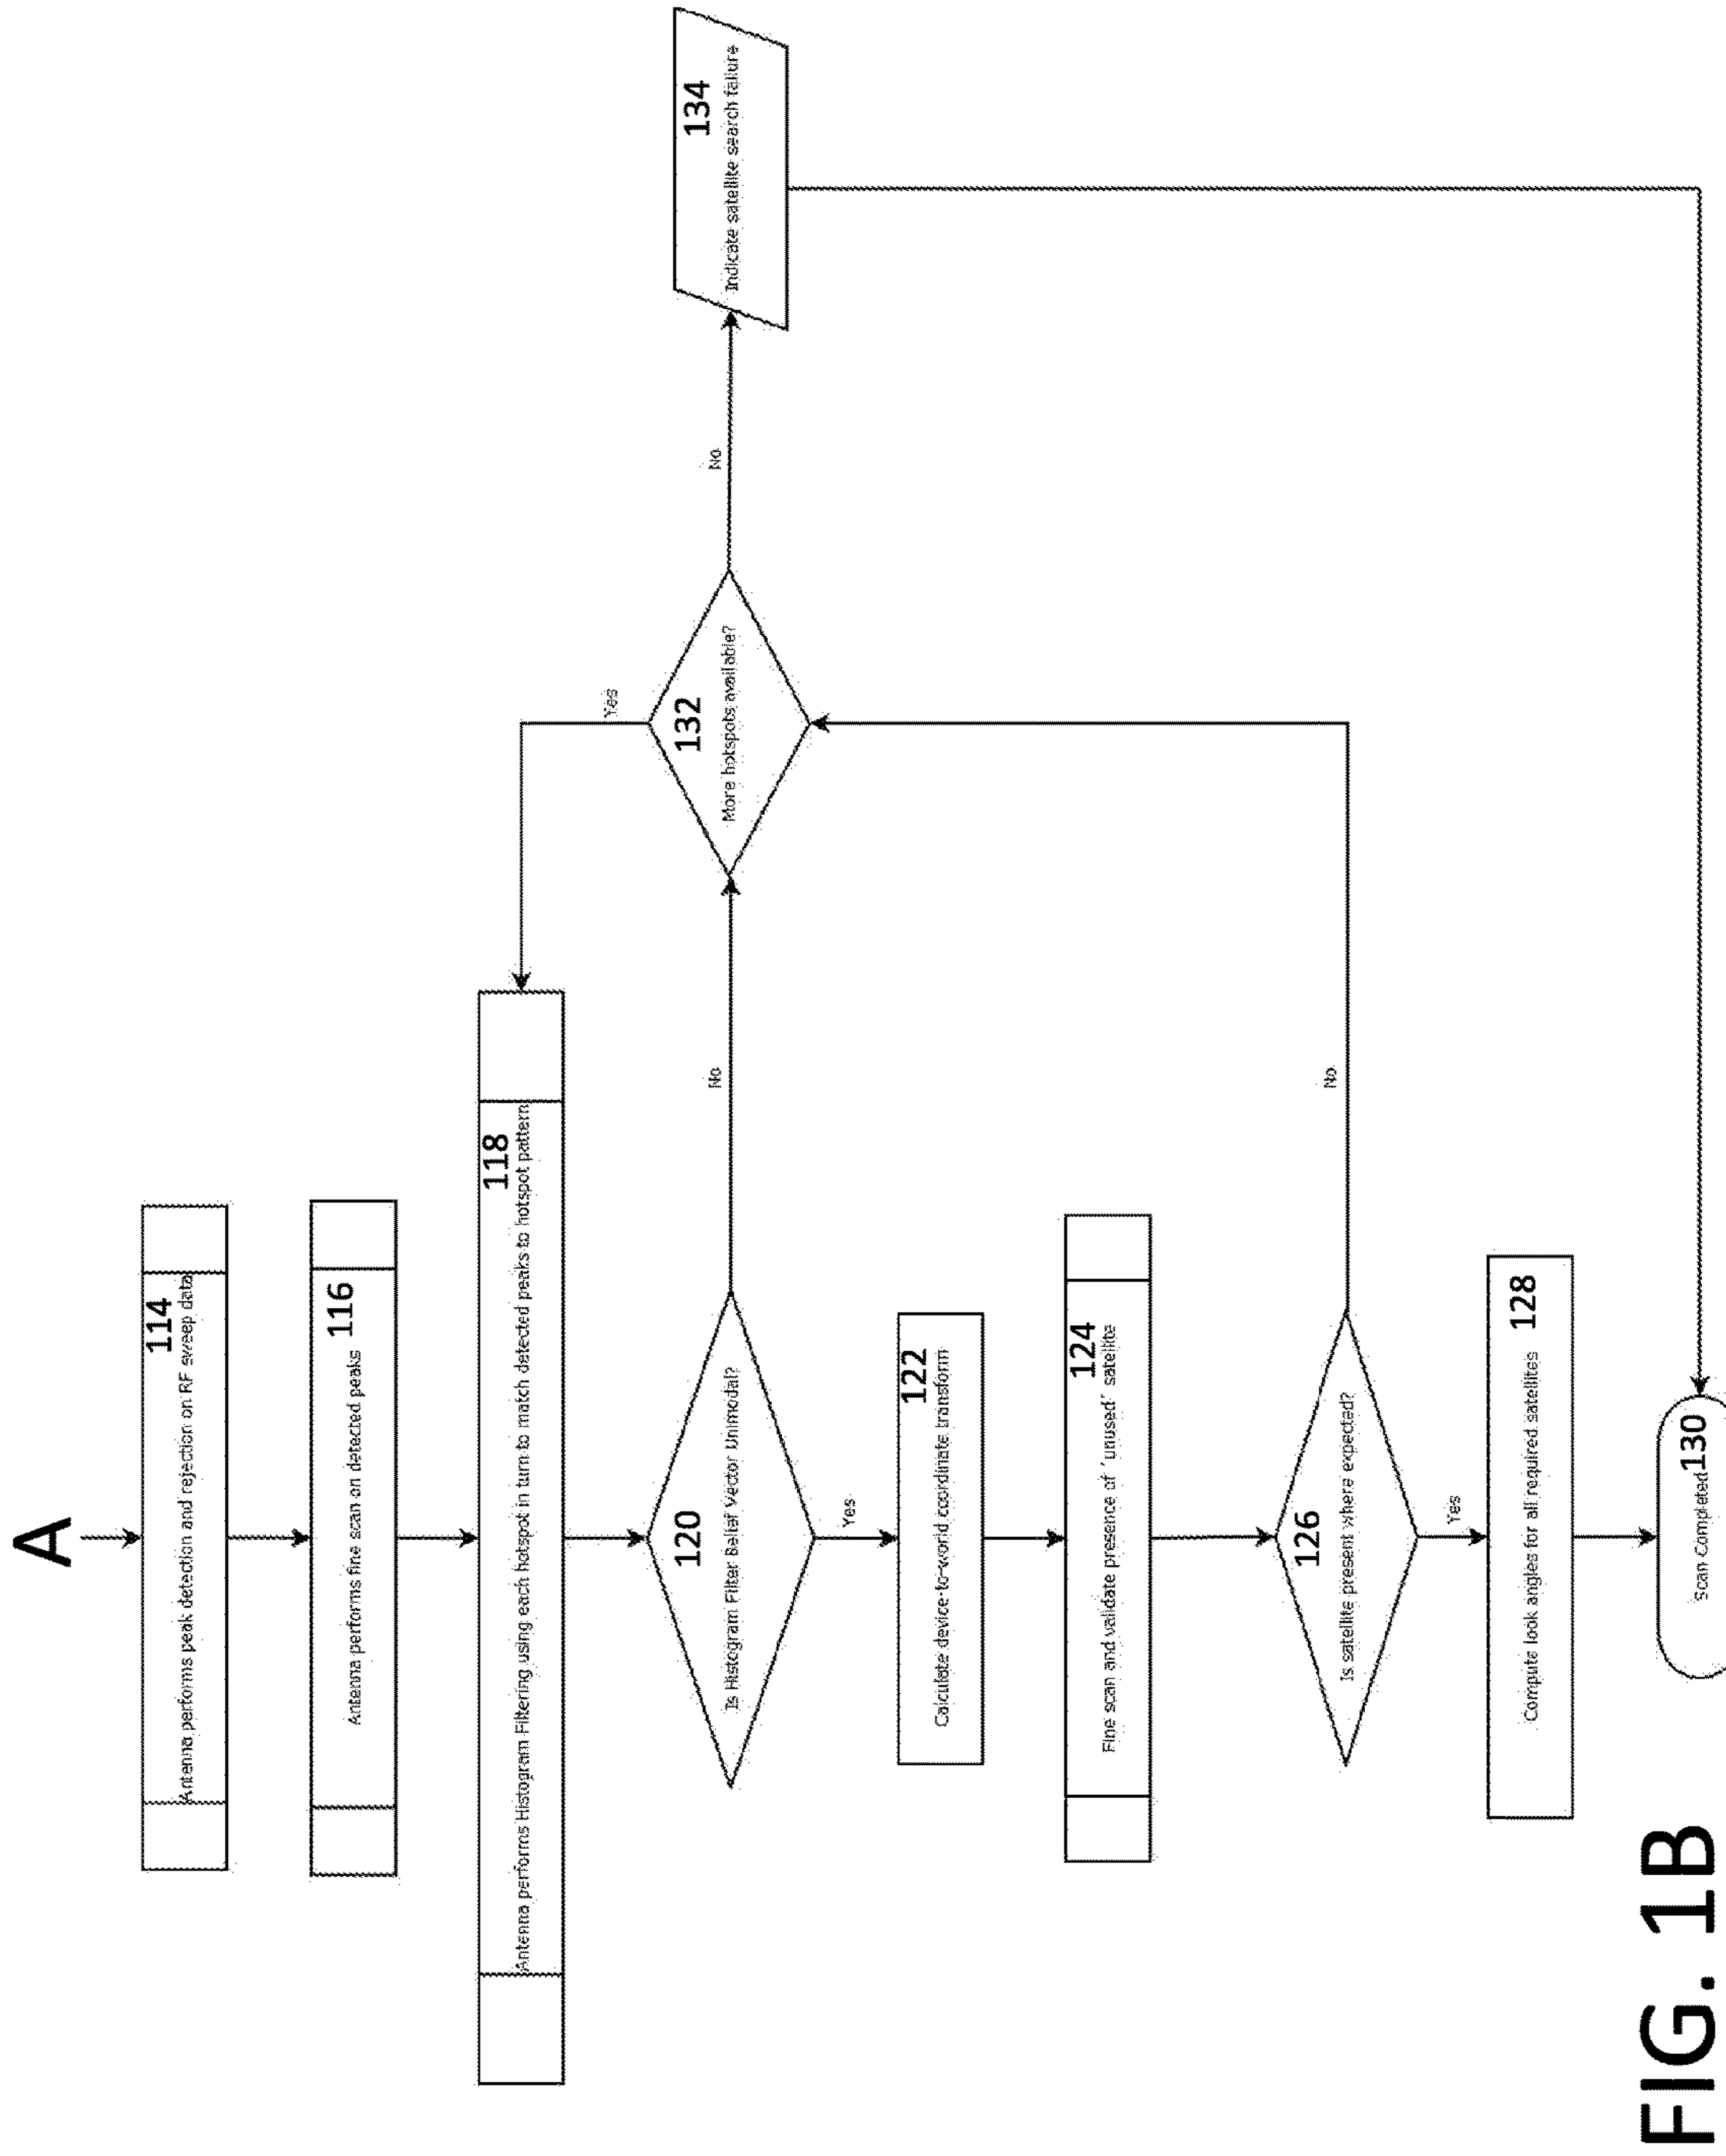 A
114
Antenna performs peak detection and rejection on RF sweep data
116
Antenna performs fine scan on detected peaks
118
Antenna performs Histogram Filtering using each hotspot in turn to match detected peaks to hotspot pattern
120
Is Histogram Filter Belief Vector Unimodal?
No
Yes
132
More hotspots available?
Yes
No
134
Indicate satellite search failure
122
Calculate device-to-world coordinate transform
124
Fine scan and validate presence of 'unused' satellite
126
Is satellite present where expected?
No
Yes
128
Compute look angles for all required satellites
Scan Completed 130
FIG. 1B